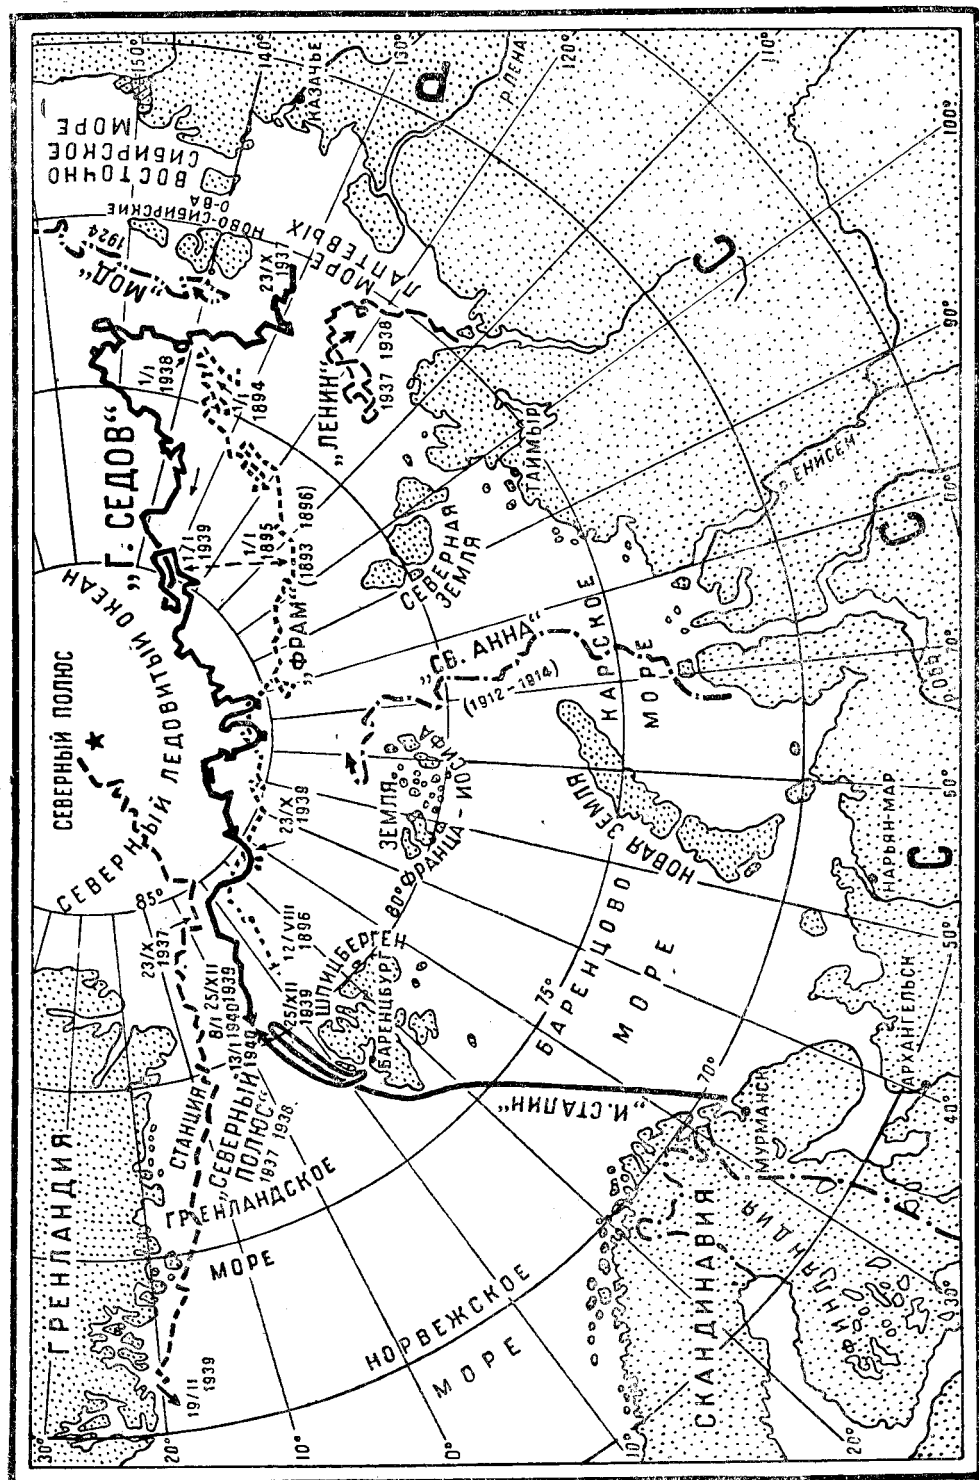 ВОСТОЧНО
СИБИРСКОЕ
МОРЕ
150°
140°
130°
120°
110°
100°
90°
КАЗАЧЬЕ
Р. ЛЕНА
НОВО-СИБИРСКИЕ
О-ВА
МОРЕ
ЛАПТЕВЫХ
1924
„МОД“
23/X
193
1/I
1938
„Г. СЕДОВ“
1/I
1894
„ЛЕНИН“
1937 1938
1/I
1939
1/I
1895
„ФРАМ“
(1893 1896)
СЕВЕРНЫЙ ПОЛЮС
СЕВЕРНЫЙ ЛЕДОВИТЫЙ ОКЕАН
СЕВЕРНАЯ
ЗЕМЛЯ
ТАЙМЫР
ЕНИСЕЙ
С
С
С
Р
„СВ. АННА“
(1912-1914)
КАРСКОЕ
МОРЕ
70°
60°
50°
40°
30°
20°
ЗЕМЛЯ
ФРАНЦА-ИОСИФА
НОВАЯ ЗЕМЛЯ
НАРЬЯН-МАР
АРХАНГЕЛЬСК
23/X
1939
85°
80°
75°
70°
23/X
1937
12/VIII
1896
8/I
1940
25/XII
1939
13/I
1940
25/XII
1939
ШПИЦБЕРГЕН
БАРЕНЦБУРГ
БАРЕНЦОВО
МОРЕ
„И. СТАЛИН“
МУРМАНСК
ГРЕНЛАНДИЯ
СТАНЦИЯ
„СЕВЕРНЫЙ
ПОЛЮС“
1937 1938
ГРЕНЛАНДСКОЕ
МОРЕ
19/II
1939
НОРВЕЖСКОЕ
МОРЕ
СКАНДИНАВИЯ
ФИНЛЯНДИЯ
30°
20°
10°
0°
10°
20°